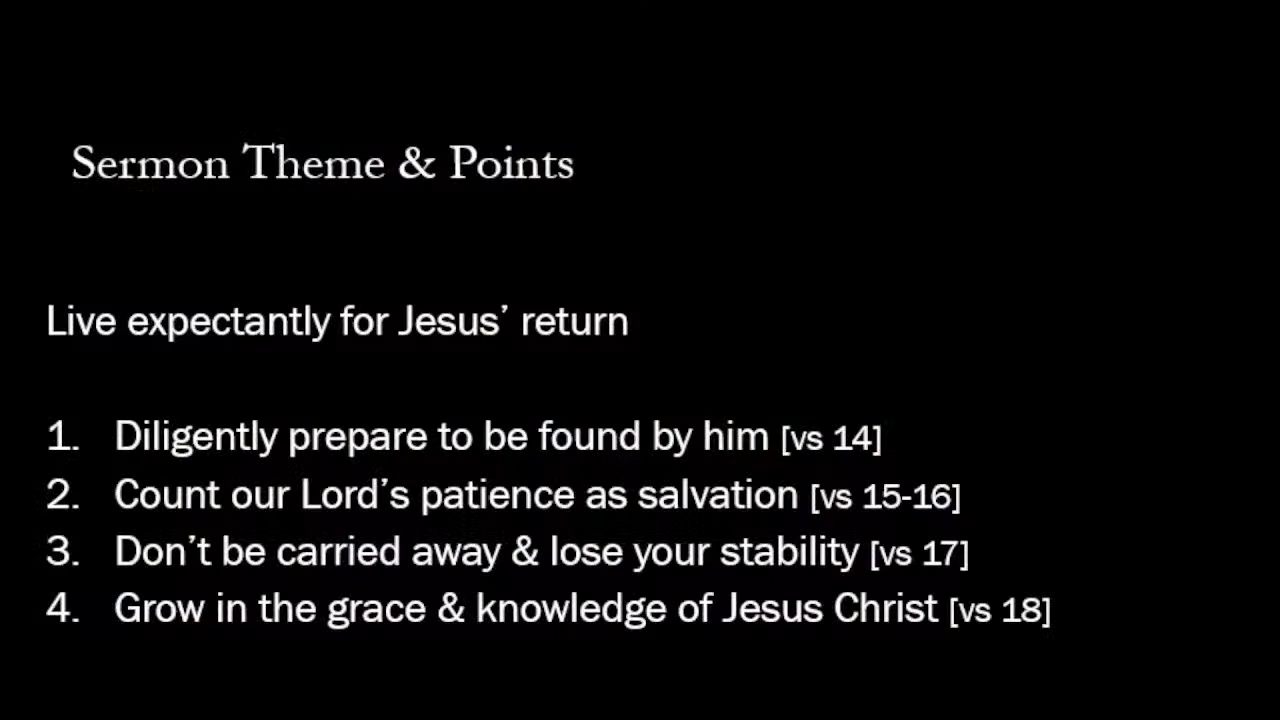 Sermon Theme & Points
Live expectantly for Jesus’ return
1. Diligently prepare to be found by him [vs 14]
2. Count our Lord’s patience as salvation [vs 15-16]
3. Don’t be carried away & lose your stability [vs 17]
4. Grow in the grace & knowledge of Jesus Christ [vs 18]